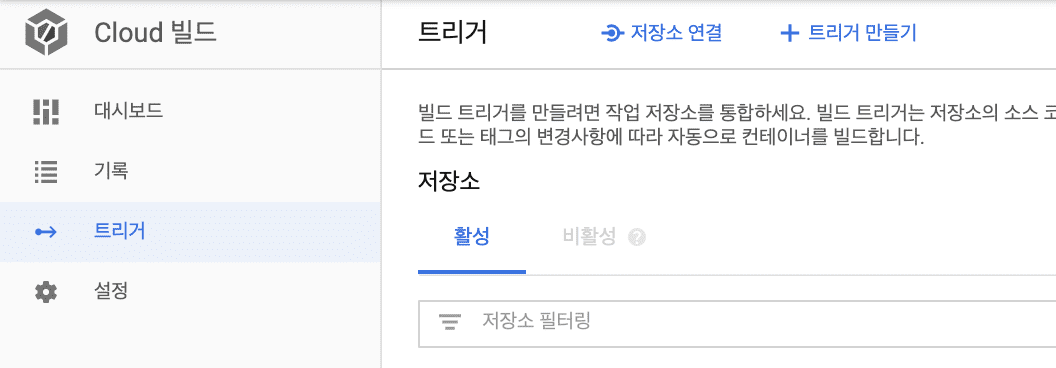 Cloud 빌드
대시보드
기록
트리거
설정
트리거
저장소 연결
트리거 만들기
빌드 트리거를 만들려면 작업 저장소를 통합하세요. 빌드 트리거는 저장소의 소스 코
드 또는 태그의 변경사항에 따라 자동으로 컨테이너를 빌드합니다.
저장소
활성
비활성
저장소 필터링